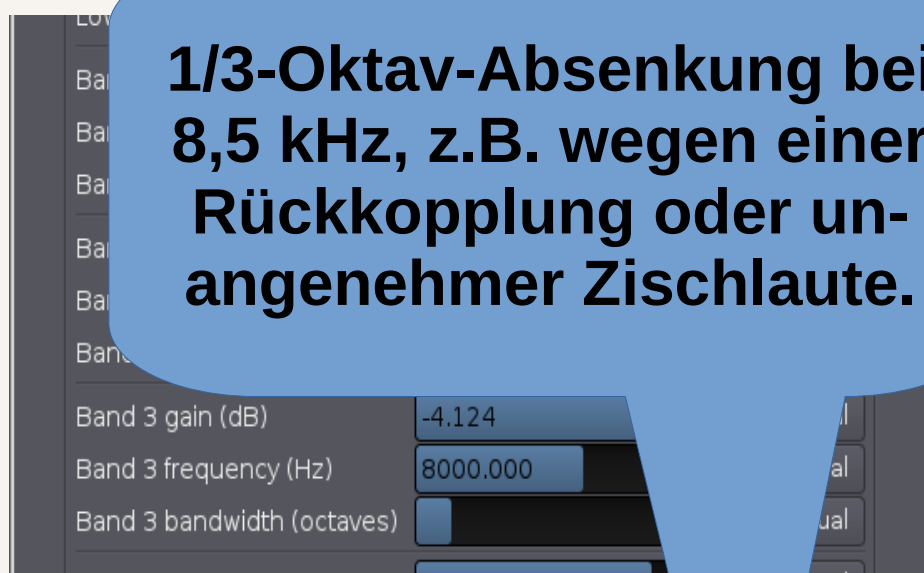 1/3-Oktav-Absenkung bei
8,5 kHz, z.B. wegen einer
Rückkopplung oder un-
angenehmer Zischlaute.
Band 3 gain (dB) -4.124
Band 3 frequency (Hz) 8000.000
Band 3 bandwidth (octaves)